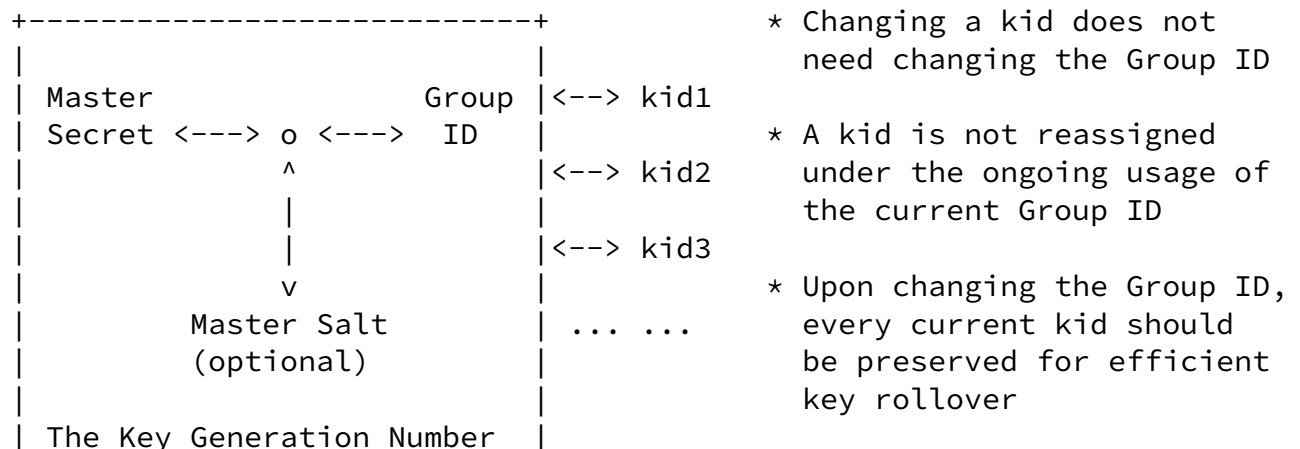 +----------------------------+          * Changing a kid does not
|                            |            need changing the Group ID
| Master               Group |<--> kid1
| Secret <---> o <--->  ID   |          * A kid is not reassigned
|              ^             |<--> kid2   under the ongoing usage of
|              |             |            the current Group ID
|              |             |<--> kid3
|              v             |          * Upon changing the Group ID,
|         Master Salt        | ... ...    every current kid should
|         (optional)         |            be preserved for efficient
|                            |            key rollover
| The Key Generation Number  |